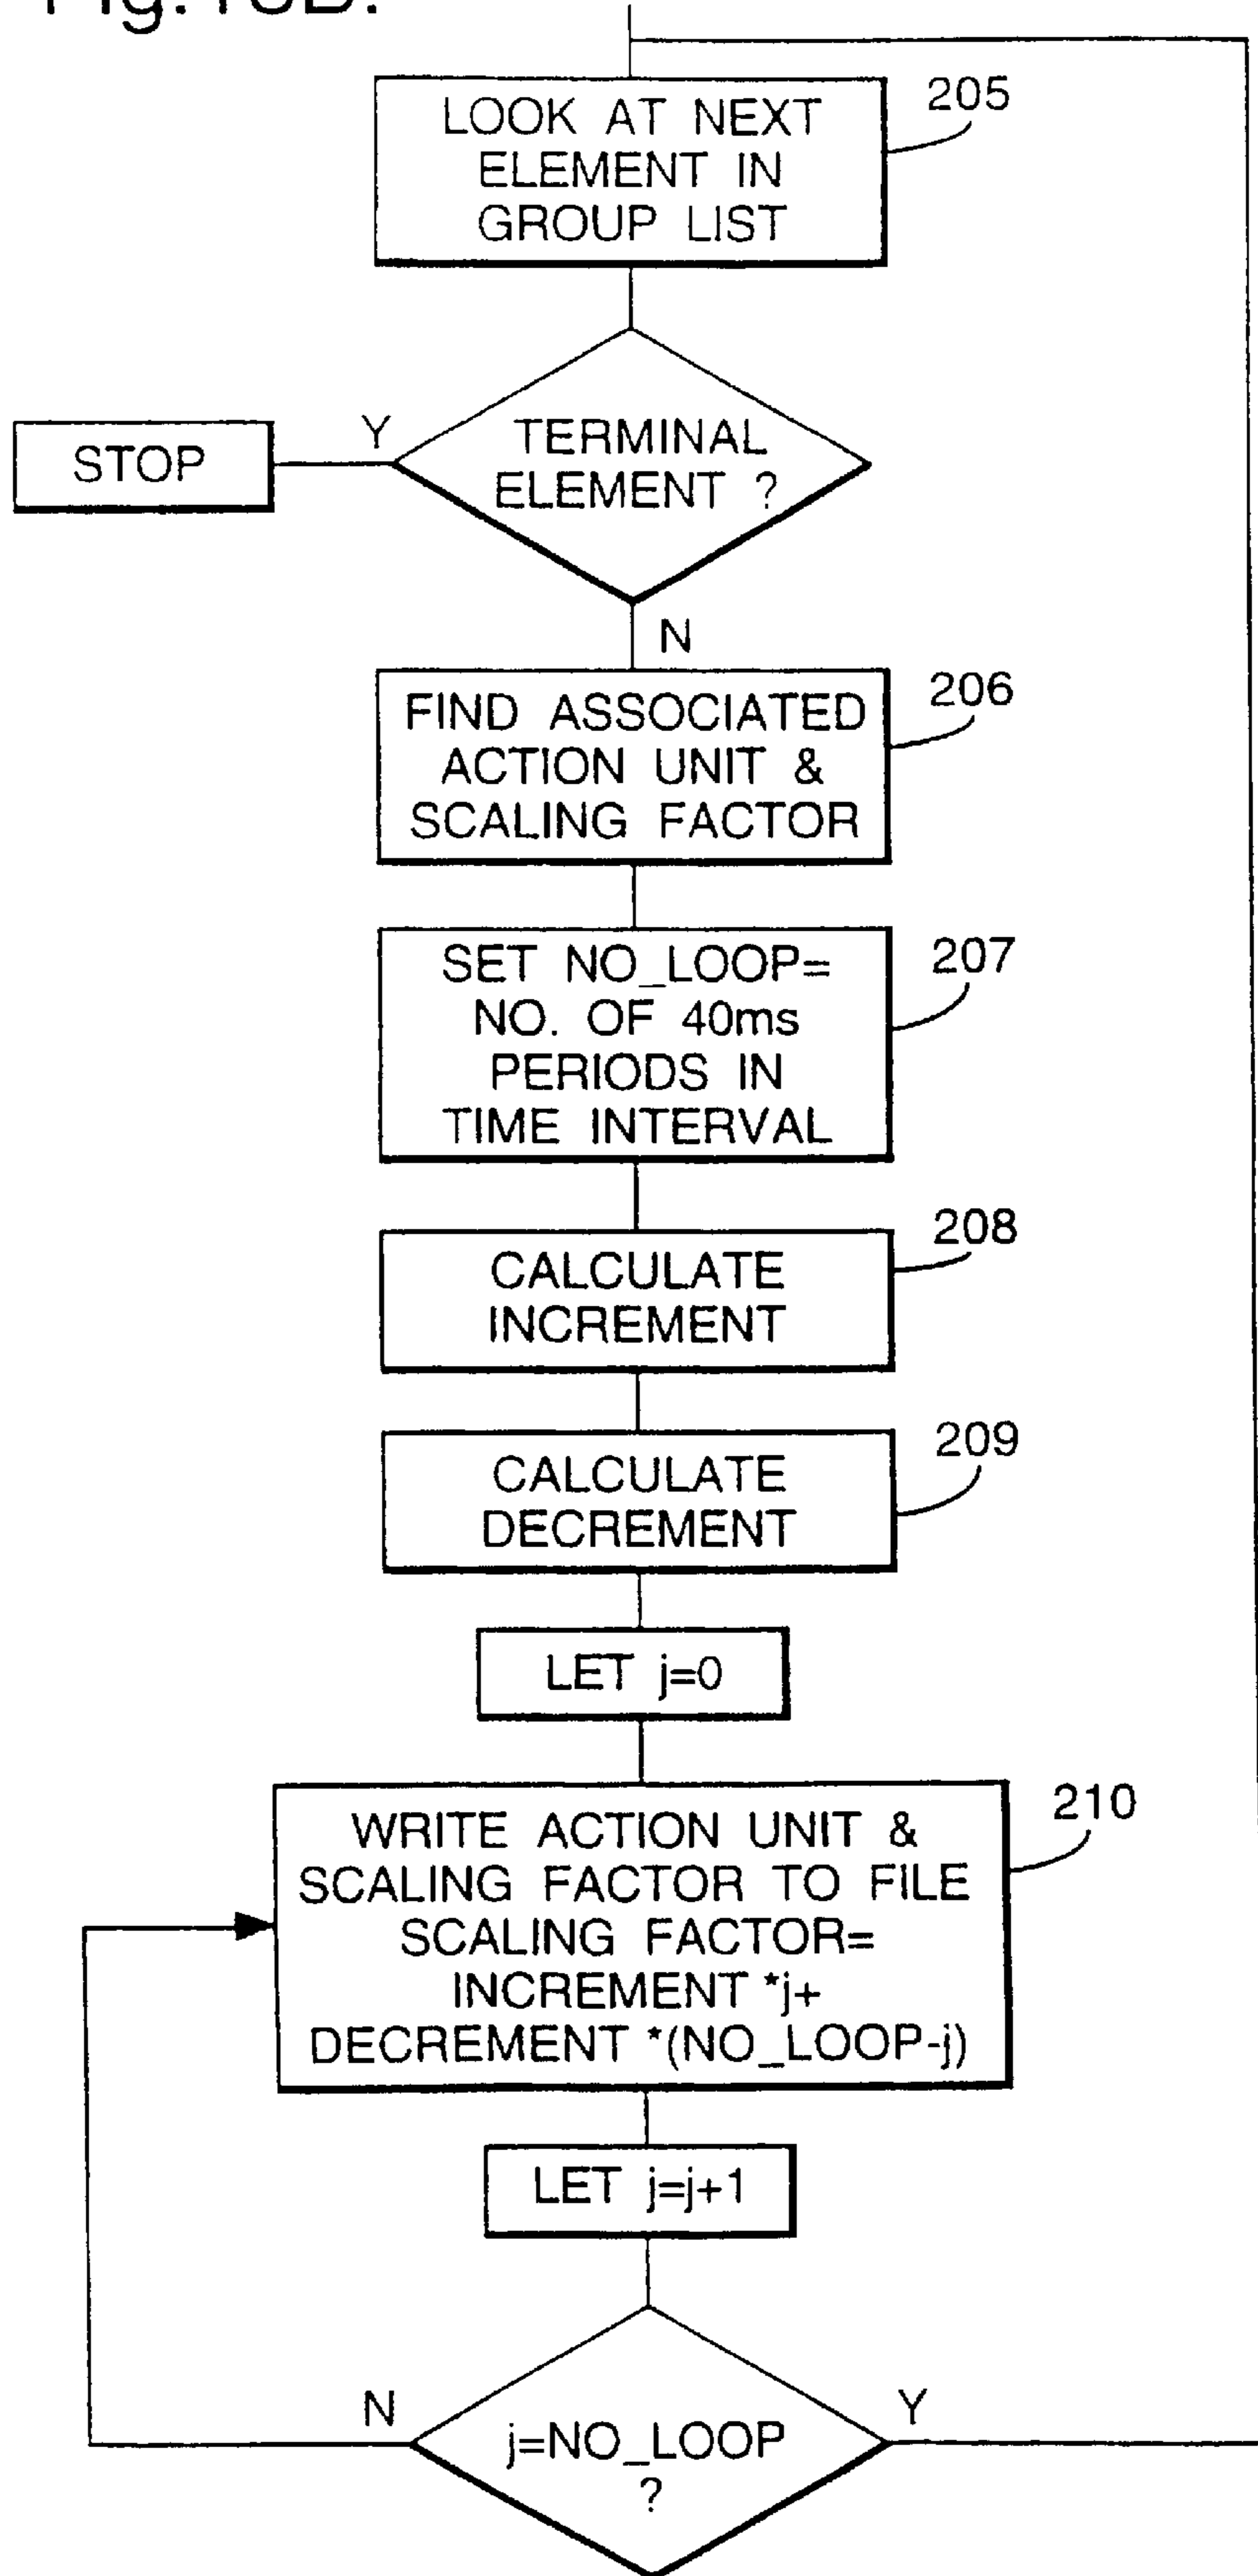 LOOK AT NEXT
ELEMENT IN
GROUP LIST
205
TERMINAL
ELEMENT ?
Y
STOP
N
FIND ASSOCIATED
ACTION UNIT &
SCALING FACTOR
206
SET NO_LOOP=
NO. OF 40ms
PERIODS IN
TIME INTERVAL
207
CALCULATE
INCREMENT
208
CALCULATE
DECREMENT
209
LET j=0
WRITE ACTION UNIT &
SCALING FACTOR TO FILE
SCALING FACTOR=
INCREMENT *j+
DECREMENT *(NO_LOOP-j)
210
LET j=j+1
N
j=NO_LOOP
?
Y